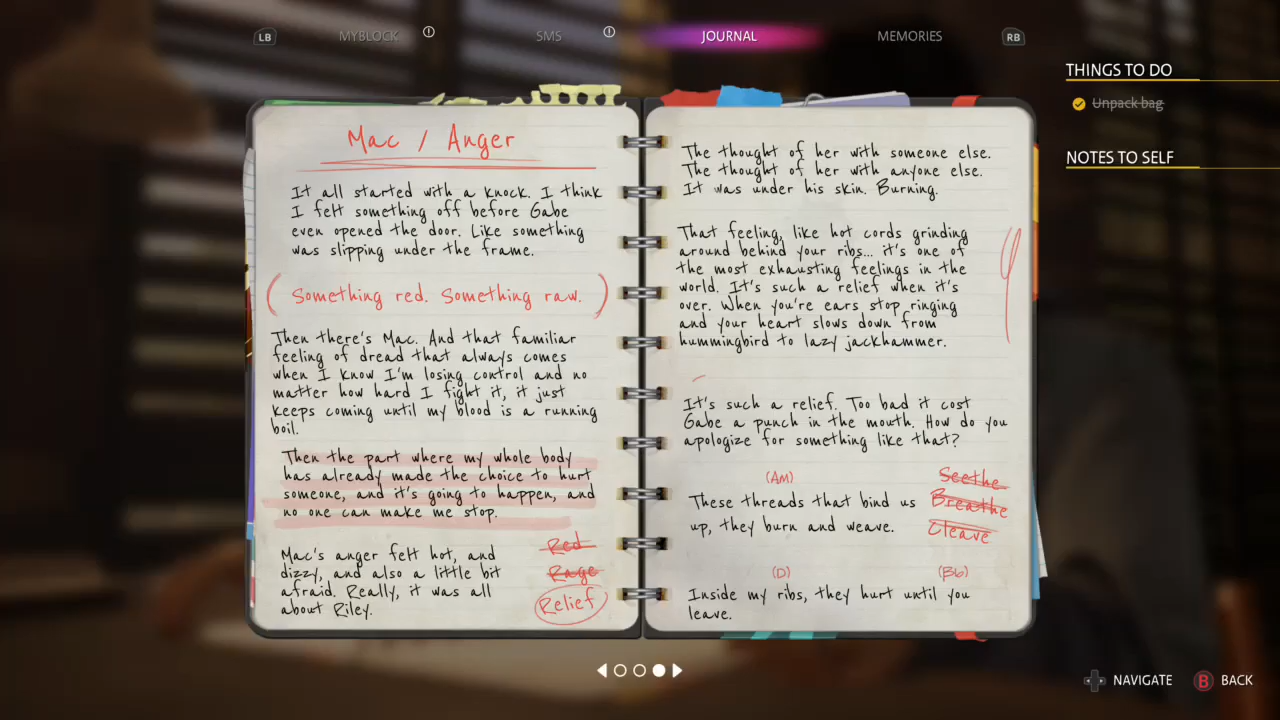 LB
MYBLOCK
SMS
JOURNAL
MEMORIES
RB
THINGS TO DO
Unpack bag
NOTES TO SELF
Mac / Anger
It all started with a knock. I think
I felt something off before Gabe
even opened the door. Like something
was slipping under the frame.
(Something red. Something raw.)
Then there's Mac. And that familiar
feeling of dread that always comes
when I know I'm losing control and no
matter how hard I fight it, it just
keeps coming until my blood is a running
boil.
Then the part where my whole body
has already made the choice to hurt
someone, and it's going to happen, and
no one can make me stop.
Mac's anger felt hot, and
dizzy, and also a little bit
afraid. Really, it was all
about Riley.
Red
Rage
Relief
The thought of her with someone else.
The thought of her with anyone else.
It was under his skin. Burning.
That feeling, like hot cords grinding
around behind your ribs... it's one of
the most exhausting feelings in the
world. It's such a relief when it's
over. When you're ears stop ringing
and your heart slows down from
hummingbird to lazy jackhammer.
It's such a relief. Too bad it cost
Gabe a punch in the mouth. How do you
apologize for something like that?
(AM)
These threads that bind us
up, they burn and weave.
Seethe
Breathe
Cleave
(D)
(Bb)
Inside my ribs, they hurt until you
leave.
NAVIGATE
B BACK